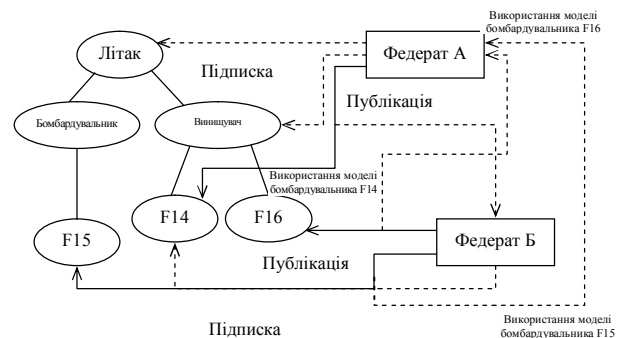 Використання моделі
бомбардувальника F16
Літак
Федерат А
Підписка
Публікація
Бомбардувальник
Винищувач
Використання моделі
бомбардувальника F14
F14
F16
F15
Федерат Б
Публікація
Підписка
Використання моделі
бомбардувальника F15